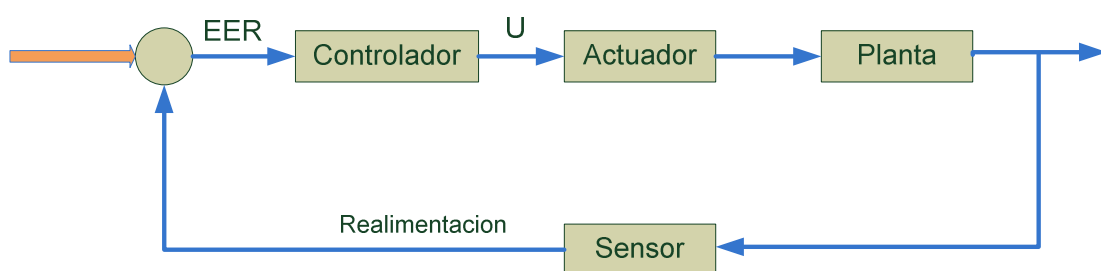 EER
U
Controlador
Actuador
Planta
Realimentacion
Sensor